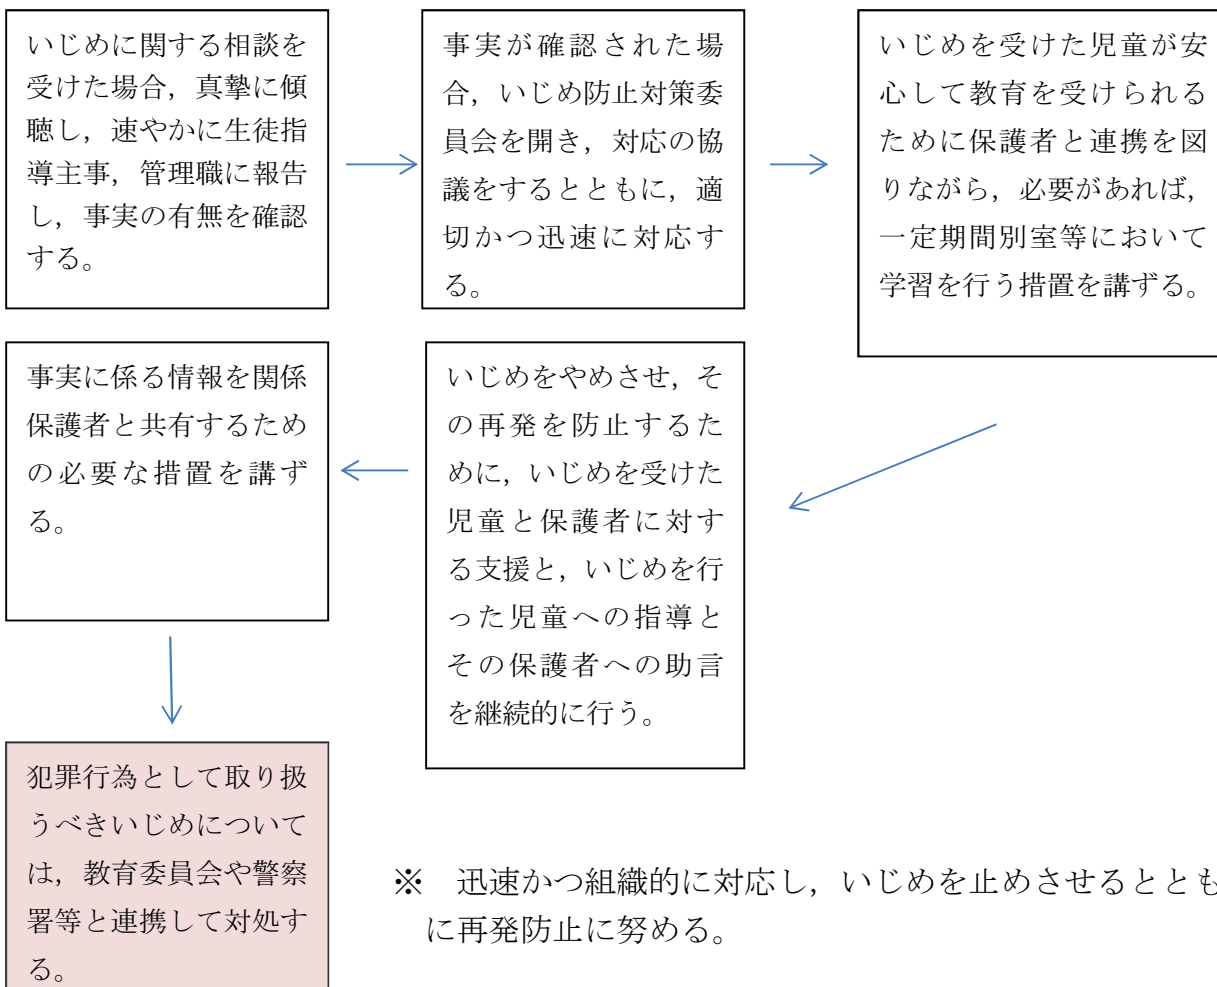 いじめに関する相談を
受けた場合，真摯に傾
聴し，速やかに生徒指
導主事，管理職に報告
し，事実の有無を確認
する。
事実が確認された場
合，いじめ防止対策委
員会を開き，対応の協
議をするとともに，適
切かつ迅速に対応す
る。
いじめを受けた児童が安
心して教育を受けられる
ために保護者と連携を図
りながら，必要があれば，
一定期間別室等において
学習を行う措置を講ずる。
いじめをやめさせ，そ
の再発を防止するた
めに，いじめを受けた
児童と保護者に対す
る支援と，いじめを行
った児童への指導と
その保護者への助言
を継続的に行う。
事実に係る情報を関係
保護者と共有するため
の必要な措置を講ず
る。
犯罪行為として取り扱
うべきいじめについて
は，教育委員会や警察
署等と連携して対処す
る。
※　迅速かつ組織的に対応し，いじめを止めさせるととも
に再発防止に努める。